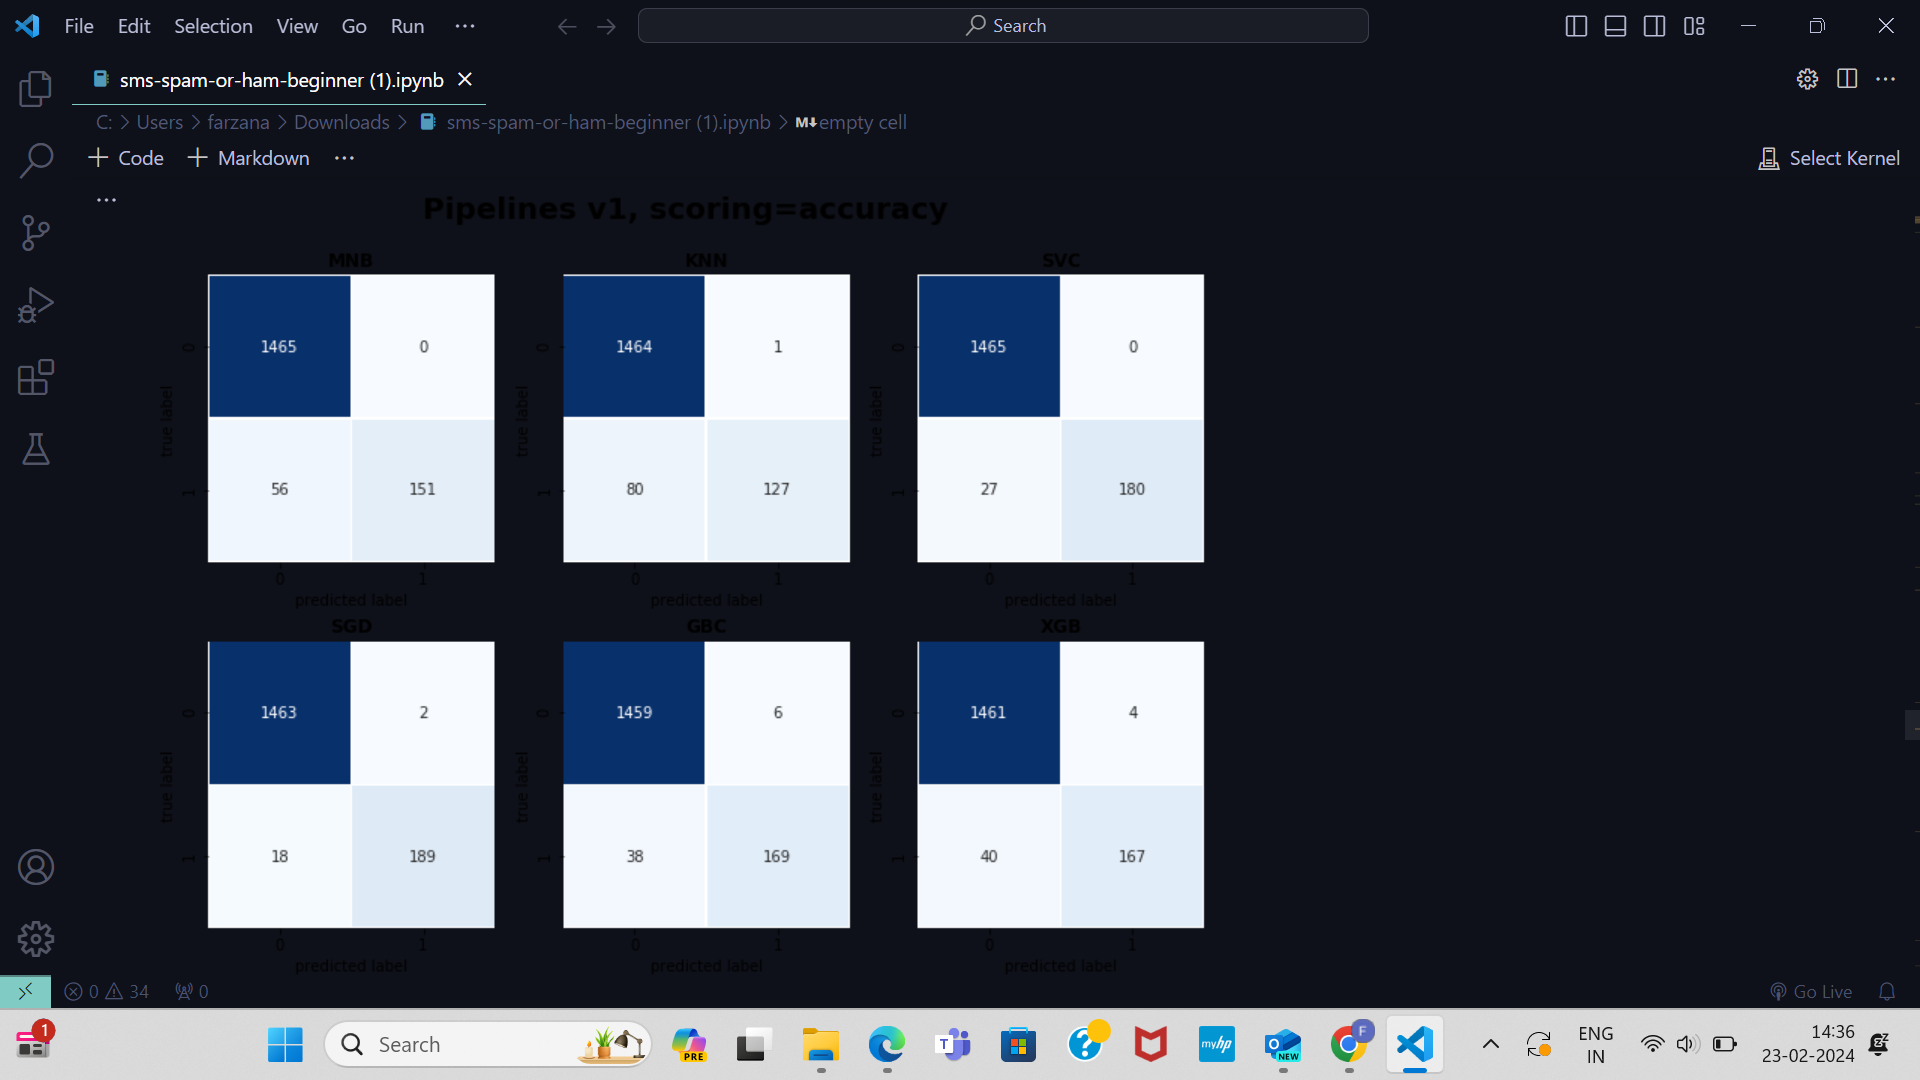 File Edit Selection View Go Run ···
Search
sms-spam-or-ham-beginner (1).ipynb
C: > Users > farzana > Downloads > sms-spam-or-ham-beginner (1).ipynb > M↓ empty cell
+ Code + Markdown ···
Select Kernel
Pipelines v1, scoring=accuracy
MNB KNN SVC
0 1465 0
true label
1 56 151
0 1
predicted label
0 1464 1
true label
1 80 127
0 1
predicted label
0 1465 0
true label
1 27 180
0 1
predicted label
SGD GBC XGB
0 1463 2
true label
1 18 189
0 1
predicted label
0 1459 6
true label
1 38 169
0 1
predicted label
0 1461 4
true label
1 40 167
0 1
predicted label
0 34 0
Go Live
1
Search
PRE
T
?
myhp
O
NEW
F
ENG
IN
14:36
23-02-2024